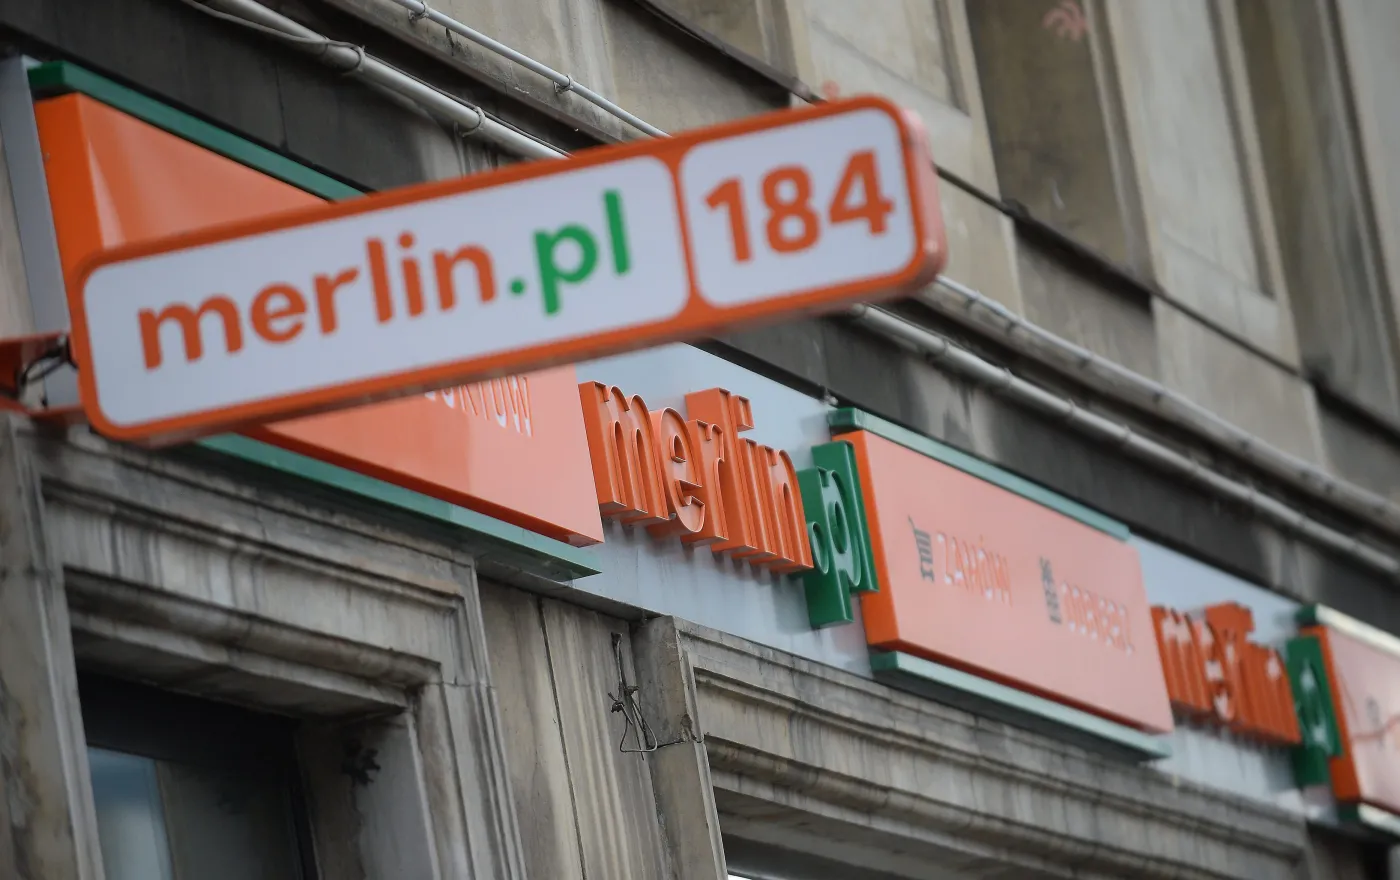 merlin.pl 184
merlin.pl
ZAMÓW
ODBIERZ
merlin.pl